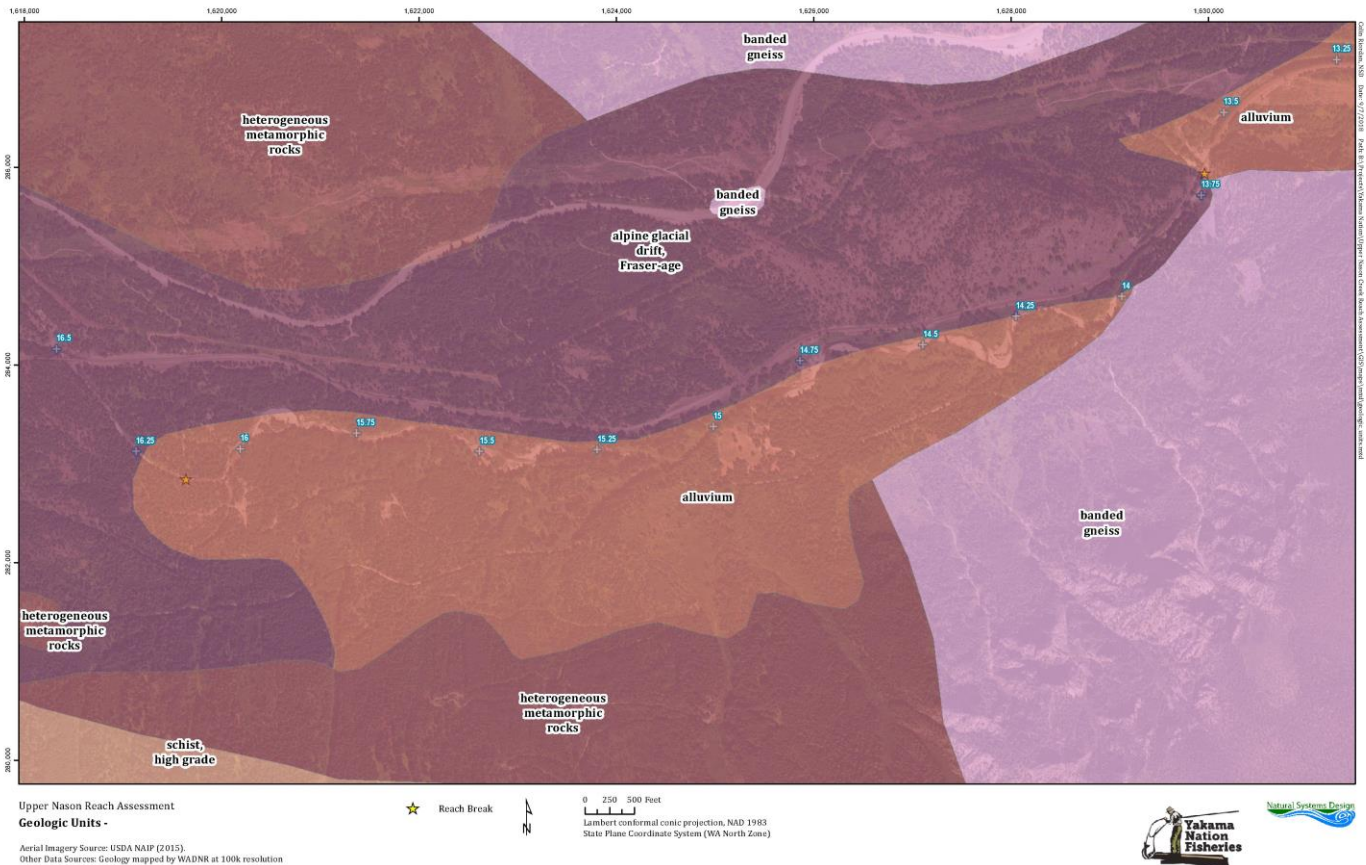 1,618,000
1,620,000
1,622,000
1,624,000
1,626,000
1,628,000
1,630,000
286,000
284,000
282,000
280,000
banded
gneiss
13.25
13.5
alluvium
heterogeneous
metamorphic
rocks
13.75
banded
gneiss
alpine glacial
drift,
Fraser-age
14
14.25
14.5
14.75
16.5
15
16.25
16
15.75
15.5
15.25
alluvium
banded
gneiss
heterogeneous
metamorphic
rocks
heterogeneous
metamorphic
rocks
schist,
high grade
Upper Nason Reach Assessment
Geologic Units -
Aerial Imagery Source: USDA NAIP (2015).
Other Data Sources: Geology mapped by WADNR at 100k resolution
Reach Break
N
0 250 500 Feet
Lambert conformal conic projection, NAD 1983
State Plane Coordinate System (WA North Zone)
Yakama
Nation
Fisheries
Natural Systems Design